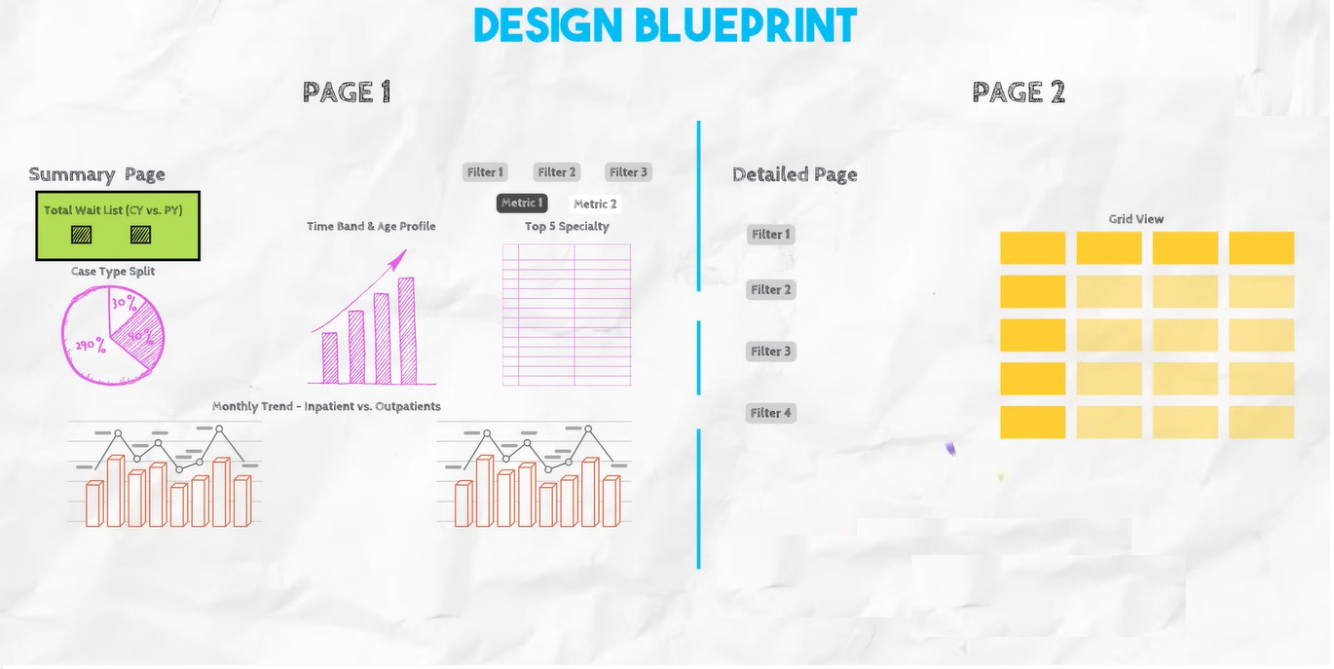 DESIGN BLUEPRINT
PAGE 1
Summary Page
Filter 1
Filter 2
Filter 3
Metric 1
Metric 2
Total Wait List (CY vs. PY)
Case Type Split
30%
290%
Time Band & Age Profile
Top 5 Specialty
Monthly Trend - Inpatient vs. Outpatients
PAGE 2
Detailed Page
Filter 1
Filter 2
Filter 3
Filter 4
Grid View